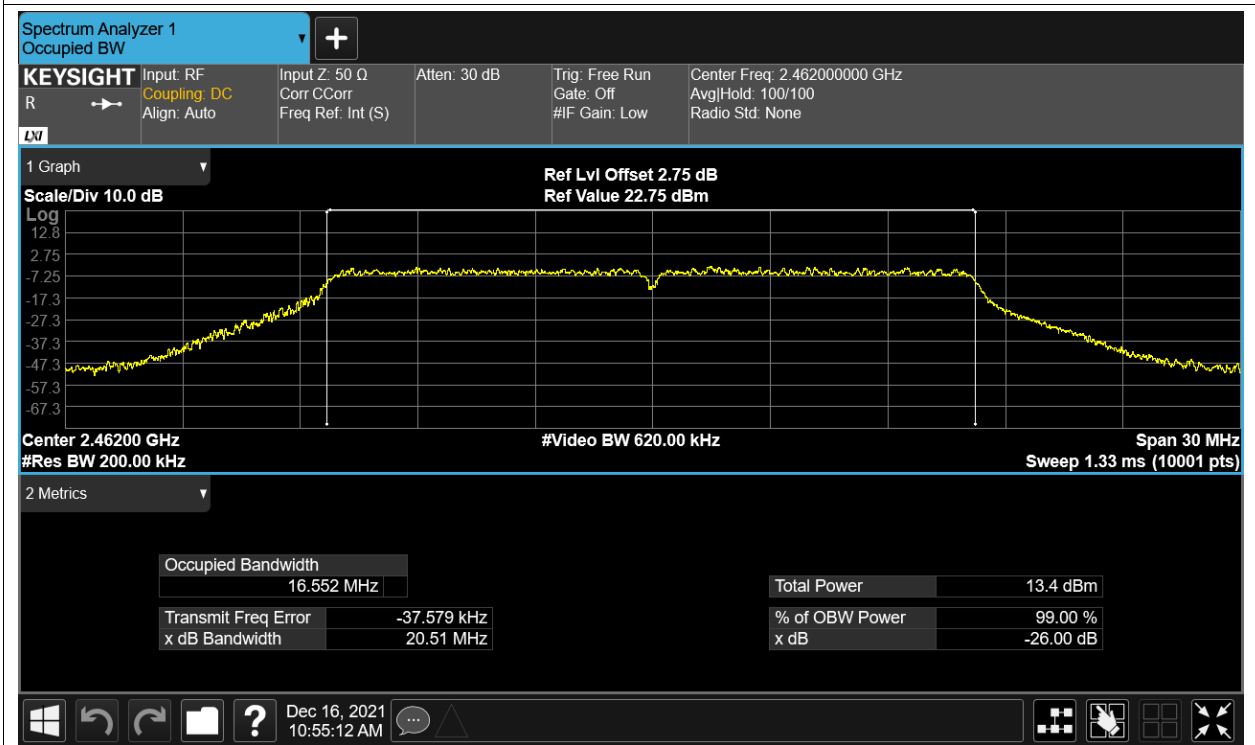 Spectrum Analyzer 1
Occupied BW
KEYSIGHT
R
LXI
Input: RF
Coupling: DC
Align: Auto
Input Z: 50 Ω
Corr CCorr
Freq Ref: Int (S)
Atten: 30 dB
Trig: Free Run
Gate: Off
#IF Gain: Low
Center Freq: 2.462000000 GHz
Avg|Hold: 100/100
Radio Std: None
1 Graph
Scale/Div 10.0 dB
Ref Lvl Offset 2.75 dB
Ref Value 22.75 dBm
Log
12.8
2.75
-7.25
-17.3
-27.3
-37.3
-47.3
-57.3
-67.3
Center 2.46200 GHz
#Video BW 620.00 kHz
Span 30 MHz
#Res BW 200.00 kHz
Sweep 1.33 ms (10001 pts)
2 Metrics
Occupied Bandwidth
16.552 MHz
Total Power 13.4 dBm
Transmit Freq Error -37.579 kHz
% of OBW Power 99.00 %
x dB Bandwidth 20.51 MHz
x dB -26.00 dB
Dec 16, 2021
10:55:12 AM